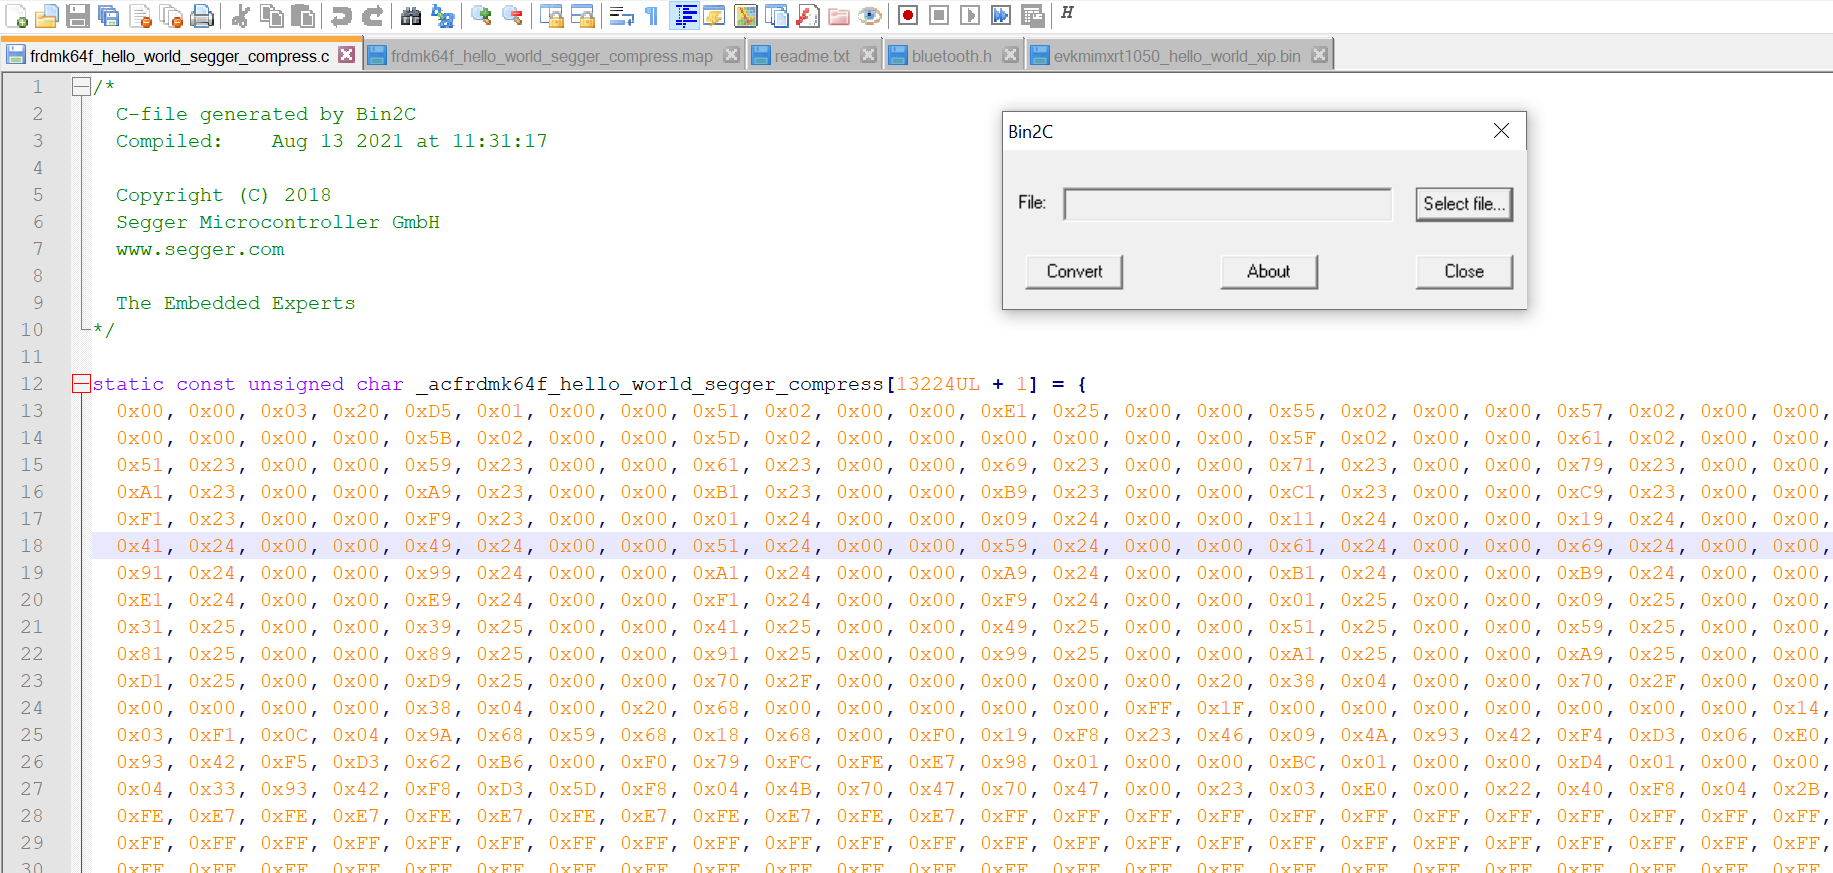 H
frdmk64f_hello_world_segger_compress.c
frdmk64f_hello_world_segger_compress.map
readme.txt
bluetooth.h
evkmimxrt1050_hello_world_xip.bin
1 /*
2 C-file generated by Bin2C
3 Compiled: Aug 13 2021 at 11:31:17
4
5 Copyright (C) 2018
6 Segger Microcontroller GmbH
7 www.segger.com
8
9 The Embedded Experts
10 */
11
Bin2C
File:
Select file...
Convert About Close
12 static const unsigned char _acfrdmk64f_hello_world_segger_compress[13224UL + 1] = {
13 0x00, 0x00, 0x03, 0x20, 0xD5, 0x01, 0x00, 0x00, 0x51, 0x02, 0x00, 0x00, 0xE1, 0x25, 0x00, 0x00, 0x55, 0x02, 0x00, 0x00, 0x57, 0x02, 0x00, 0x00,
14 0x00, 0x00, 0x00, 0x00, 0x5B, 0x02, 0x00, 0x00, 0x5D, 0x02, 0x00, 0x00, 0x00, 0x00, 0x00, 0x00, 0x5F, 0x02, 0x00, 0x00, 0x61, 0x02, 0x00, 0x00,
15 0x51, 0x23, 0x00, 0x00, 0x59, 0x23, 0x00, 0x00, 0x61, 0x23, 0x00, 0x00, 0x69, 0x23, 0x00, 0x00, 0x71, 0x23, 0x00, 0x00, 0x79, 0x23, 0x00, 0x00,
16 0xA1, 0x23, 0x00, 0x00, 0xA9, 0x23, 0x00, 0x00, 0xB1, 0x23, 0x00, 0x00, 0xB9, 0x23, 0x00, 0x00, 0xC1, 0x23, 0x00, 0x00, 0xC9, 0x23, 0x00, 0x00,
17 0xF1, 0x23, 0x00, 0x00, 0xF9, 0x23, 0x00, 0x00, 0x01, 0x24, 0x00, 0x00, 0x09, 0x24, 0x00, 0x00, 0x11, 0x24, 0x00, 0x00, 0x19, 0x24, 0x00, 0x00,
18 0x41, 0x24, 0x00, 0x00, 0x49, 0x24, 0x00, 0x00, 0x51, 0x24, 0x00, 0x00, 0x59, 0x24, 0x00, 0x00, 0x61, 0x24, 0x00, 0x00, 0x69, 0x24, 0x00, 0x00,
19 0x91, 0x24, 0x00, 0x00, 0x99, 0x24, 0x00, 0x00, 0xA1, 0x24, 0x00, 0x00, 0xA9, 0x24, 0x00, 0x00, 0xB1, 0x24, 0x00, 0x00, 0xB9, 0x24, 0x00, 0x00,
20 0xE1, 0x24, 0x00, 0x00, 0xE9, 0x24, 0x00, 0x00, 0xF1, 0x24, 0x00, 0x00, 0xF9, 0x24, 0x00, 0x00, 0x01, 0x25, 0x00, 0x00, 0x09, 0x25, 0x00, 0x00,
21 0x31, 0x25, 0x00, 0x00, 0x39, 0x25, 0x00, 0x00, 0x41, 0x25, 0x00, 0x00, 0x49, 0x25, 0x00, 0x00, 0x51, 0x25, 0x00, 0x00, 0x59, 0x25, 0x00, 0x00,
22 0x81, 0x25, 0x00, 0x00, 0x89, 0x25, 0x00, 0x00, 0x91, 0x25, 0x00, 0x00, 0x99, 0x25, 0x00, 0x00, 0xA1, 0x25, 0x00, 0x00, 0xA9, 0x25, 0x00, 0x00,
23 0xD1, 0x25, 0x00, 0x00, 0xD9, 0x25, 0x00, 0x00, 0x70, 0x2F, 0x00, 0x00, 0x00, 0x00, 0x00, 0x20, 0x38, 0x04, 0x00, 0x00, 0x70, 0x2F, 0x00, 0x00,
24 0x00, 0x00, 0x00, 0x00, 0x38, 0x04, 0x00, 0x20, 0x68, 0x00, 0x00, 0x00, 0x00, 0x00, 0xFF, 0x1F, 0x00, 0x00, 0x00, 0x00, 0x00, 0x00, 0x00, 0x14,
25 0x03, 0xF1, 0x0C, 0x04, 0x9A, 0x68, 0x59, 0x68, 0x18, 0x68, 0x00, 0xF0, 0x19, 0xF8, 0x23, 0x46, 0x09, 0x4A, 0x93, 0x42, 0xF4, 0xD3, 0x06, 0xE0,
26 0x93, 0x42, 0xF5, 0xD3, 0x62, 0xB6, 0x00, 0xF0, 0x79, 0xFC, 0xFE, 0xE7, 0x98, 0x01, 0x00, 0x00, 0xBC, 0x01, 0x00, 0x00, 0xD4, 0x01, 0x00, 0x00,
27 0x04, 0x33, 0x93, 0x42, 0xF8, 0xD3, 0x5D, 0xF8, 0x04, 0x4B, 0x70, 0x47, 0x70, 0x47, 0x00, 0x23, 0x03, 0xE0, 0x00, 0x22, 0x40, 0xF8, 0x04, 0x2B,
28 0xFE, 0xE7, 0xFE, 0xE7, 0xFE, 0xE7, 0xFE, 0xE7, 0xFE, 0xE7, 0xFE, 0xE7, 0xFF, 0xFF, 0xFF, 0xFF, 0xFF, 0xFF, 0xFF, 0xFF, 0xFF, 0xFF, 0xFF, 0xFF,
29 0xFF, 0xFF, 0xFF, 0xFF, 0xFF, 0xFF, 0xFF, 0xFF, 0xFF, 0xFF, 0xFF, 0xFF, 0xFF, 0xFF, 0xFF, 0xFF, 0xFF, 0xFF, 0xFF, 0xFF, 0xFF, 0xFF, 0xFF, 0xFF,
30 0xFF, 0xFF, 0xFF, 0xFF, 0xFF, 0xFF, 0xFF, 0xFF, 0xFF, 0xFF, 0xFF, 0xFF, 0xFF, 0xFF, 0xFF, 0xFF, 0xFF, 0xFF, 0xFF, 0xFF, 0xFF, 0xFF, 0xFF, 0xFF,